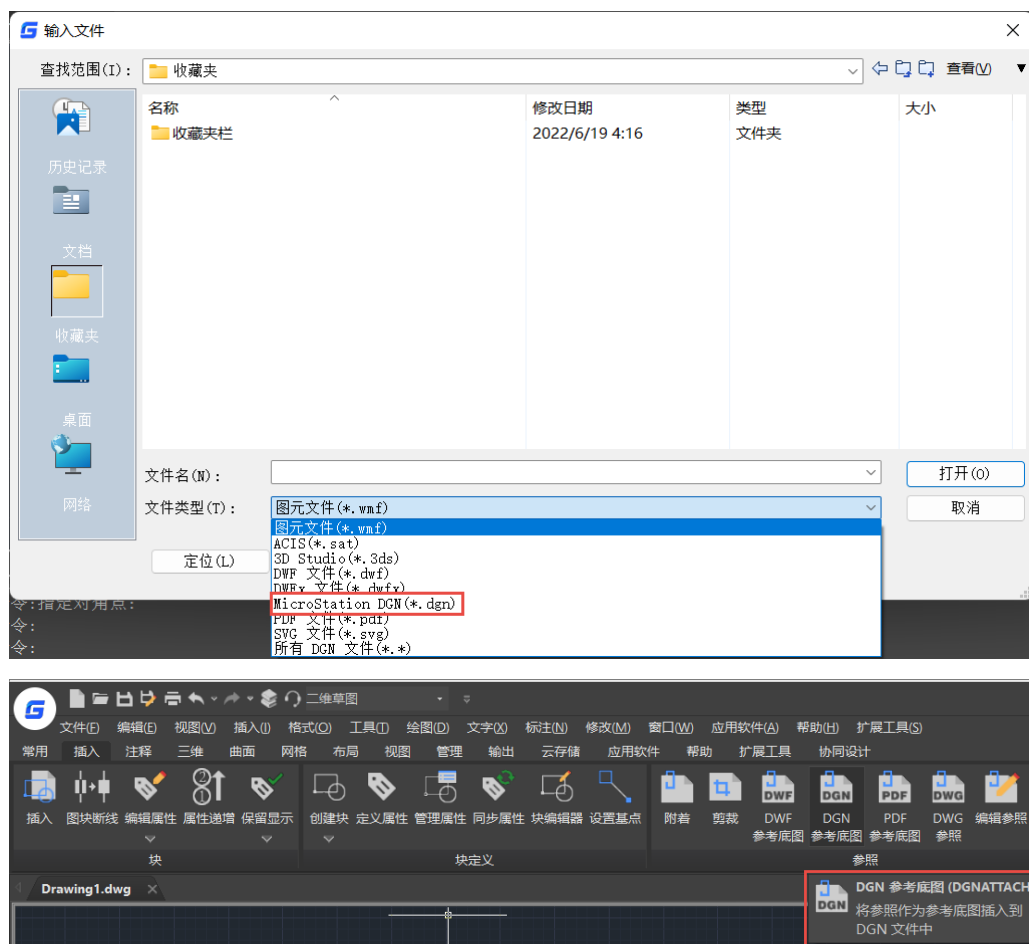 输入文件
查找范围(I): 收藏夹 查看(V)
名称 修改日期 类型 大小
收藏夹栏 2022/6/19 4:16 文件夹
历史记录
文档
收藏夹
桌面
网络
文件名(N): 打开(O)
文件类型(T): 图元文件(*.wmf) 取消
图元文件(*.wmf)
ACIS(*.sat)
3D Studio(*.3ds)
DWF 文件(*.dwf)
DWFx 文件(*.dwfx)
MicroStation DGN(*.dgn)
PDF 文件(*.pdf)
SVG 文件(*.svg)
所有 DGN 文件(*.*)
定位(L)
令:指定对角点:
令:
令:
二维草图
文件(F) 编辑(E) 视图(V) 插入(I) 格式(O) 工具(T) 绘图(D) 文字(X) 标注(N) 修改(M) 窗口(W) 应用软件(A) 帮助(H) 扩展工具(S)
常用 插入 注释 三维 曲面 网格 布局 视图 管理 输出 云存储 应用软件 帮助 扩展工具 协同设计
插入 图块断线 编辑属性 属性递增 保留显示 创建块 定义属性 管理属性 同步属性 块编辑器 设置基点 附着 剪裁 DWF 参考底图 DGN 参考底图 PDF 参考底图 DWG 参照 编辑参照
块 块定义 参照
Drawing1.dwg
DGN 参考底图 (DGNATTACH
将参照作为参考底图插入到
DGN 文件中